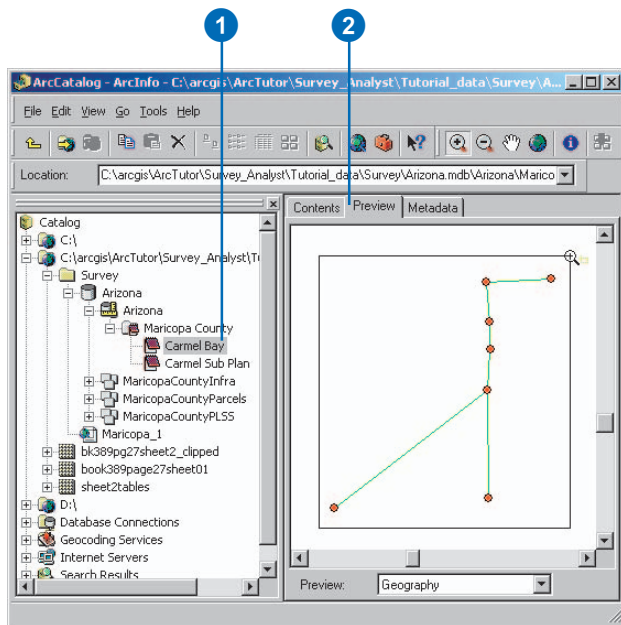 1 2
ArcCatalog - ArcInfo - C:\arcgis\ArcTutor\Survey_Analyst\Tutorial_data\Survey\A...
File Edit View Go Tools Help
Location: C:\arcgis\ArcTutor\Survey_Analyst\Tutorial_data\Survey\Arizona.mdb\Arizona\Marico
Contents Preview Metadata
Catalog
C:\
C:\arcgis\ArcTutor\Survey_Analyst\Tu
Survey
Arizona
Arizona
Maricopa County
Carmel Bay
Carmel Sub Plan
MaricopaCountyInfra
MaricopaCountyParcels
MaricopaCountyPLSS
Maricopa_1
bk389pg27sheet2_clipped
book389page27sheet01
sheet2tables
D:\
Database Connections
Geocoding Services
Internet Servers
Search Results
Preview: Geography